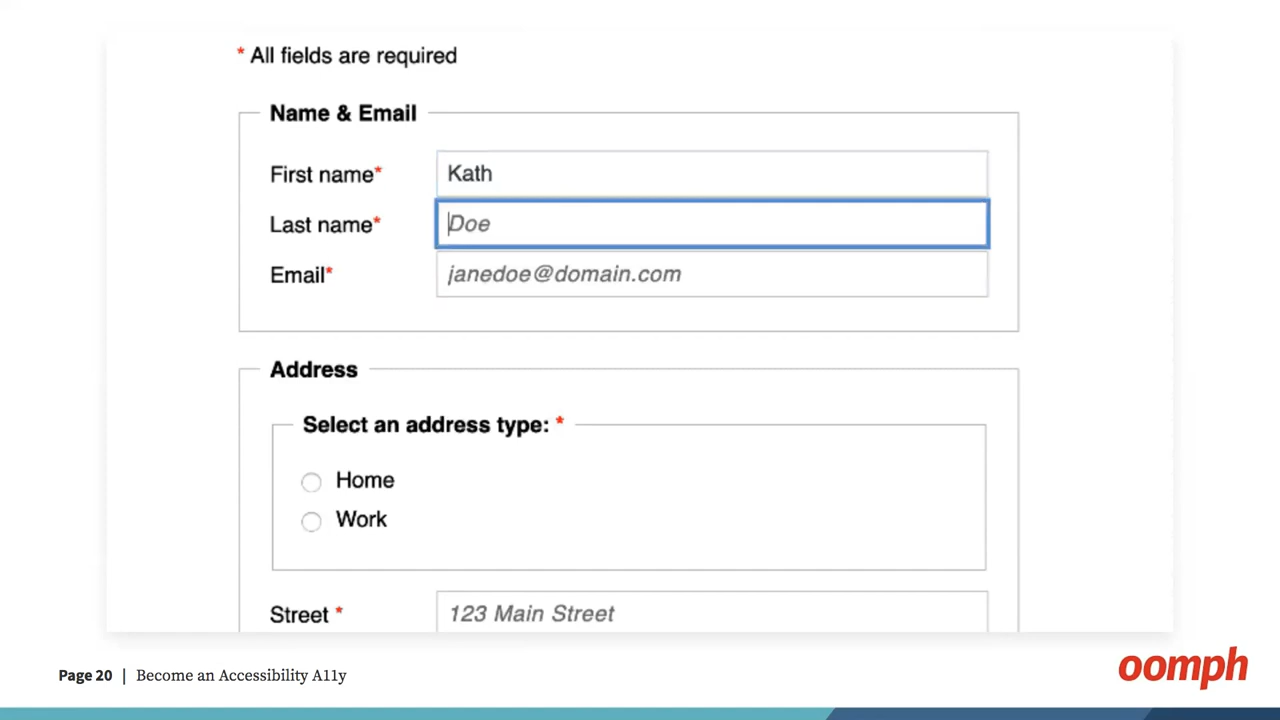 * All fields are required
Name & Email
First name* Kath
Last name* Doe
Email* janedoe@domain.com
Address
Select an address type: *
Home
Work
Street * 123 Main Street
Page 20 | Become an Accessibility A11y
oomph